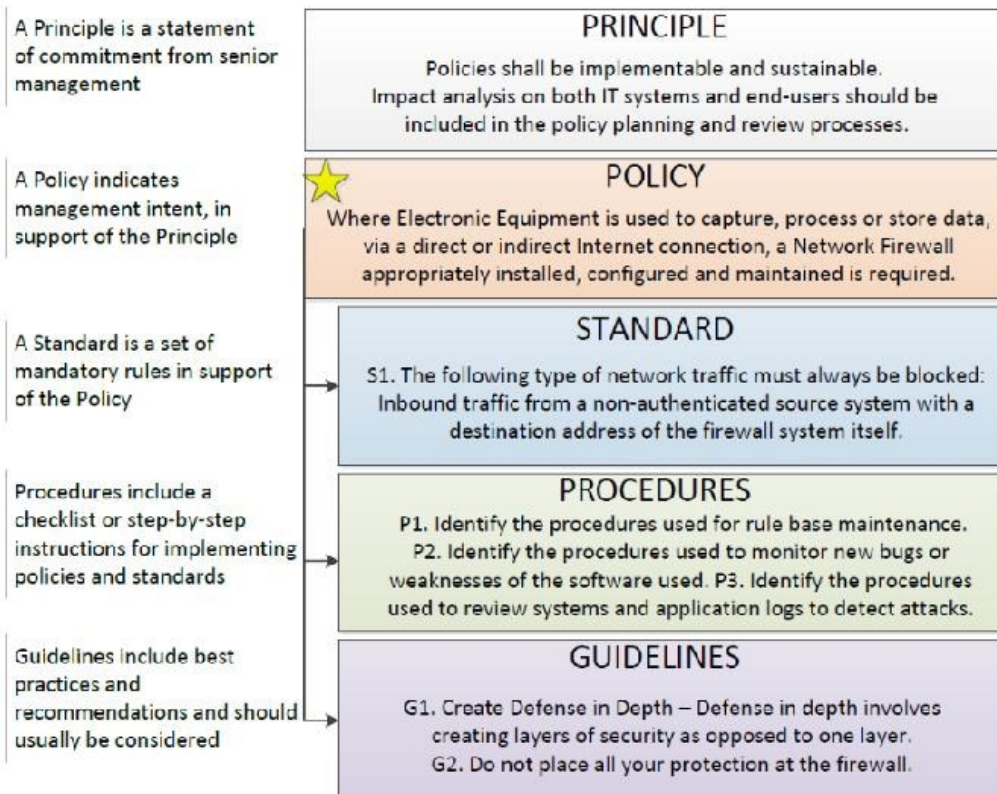 A Principle is a statement
of commitment from senior
management
PRINCIPLE
Policies shall be implementable and sustainable.
Impact analysis on both IT systems and end-users should be
included in the policy planning and review processes.
A Policy indicates
management intent, in
support of the Principle
POLICY
Where Electronic Equipment is used to capture, process or store data,
via a direct or indirect Internet connection, a Network Firewall
appropriately installed, configured and maintained is required.
A Standard is a set of
mandatory rules in support
of the Policy
STANDARD
S1. The following type of network traffic must always be blocked:
Inbound traffic from a non-authenticated source system with a
destination address of the firewall system itself.
Procedures include a
checklist or step-by-step
instructions for implementing
policies and standards
PROCEDURES
P1. Identify the procedures used for rule base maintenance.
P2. Identify the procedures used to monitor new bugs or
weaknesses of the software used. P3. Identify the procedures
used to review systems and application logs to detect attacks.
Guidelines include best
practices and
recommendations and should
usually be considered
GUIDELINES
G1. Create Defense in Depth – Defense in depth involves
creating layers of security as opposed to one layer.
G2. Do not place all your protection at the firewall.